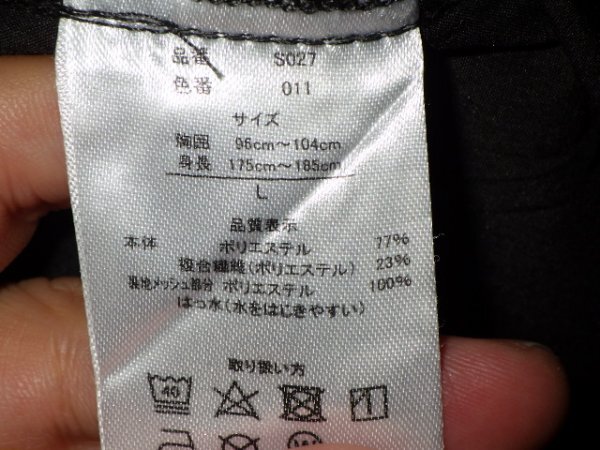 品番 S027
色番 011
サイズ
胸囲 96cm～104cm
身長 175cm～185cm
L
品質表示
本体 ポリエステル 77%
複合繊維(ポリエステル) 23%
裏地メッシュ部分 ポリエステル 100%
はっ水(水をはじきやすい)
取り扱い方
40
W